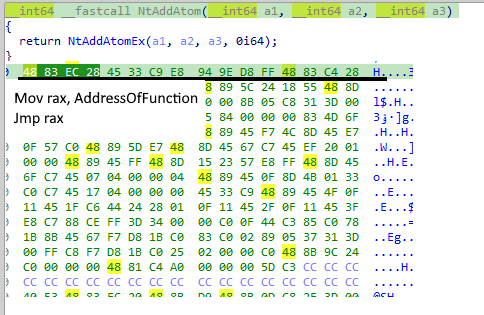 __int64 __fastcall NtAddAtom(__int64 a1, __int64 a2, __int64 a3)
{
return NtAddAtomEx(a1, a2, a3, 0i64);
}
0 48 83 EC 28 45 33 C9 E8 94 9E D8 FF 48 83 C4 28 H....3
Mov rax, AddressOfFunction
Jmp rax
8 89 5C 24 18 55 48 8D
0 00 00 8B 05 C8 31 3D 00 l$.H..
5 84 00 00 00 83 4D 6F
8 89 45 F7 4C 8D 45 E7 .H..H.
0F 57 C0 48 89 5D E7 48 8D 45 67 C7 45 EF 20 01 .W...]
00 00 00 48 89 45 FF 48 8D 15 23 57 E8 FF 48 8D 45 ...H.E
6F C7 45 07 04 00 00 04 48 89 45 0F 8D 4B 01 33 o.....
C0 C7 45 17 04 00 00 00 45 33 C9 48 89 45 4F 0F ..E...
11 45 1F C6 44 24 28 01 0F 11 45 2F 0F 11 45 3F .E...$
E8 C7 88 CE FF 3D 34 00 00 C0 0F 44 C3 85 C0 78 .....=
1B 8B 45 67 F7 D8 1B C0 83 C0 02 89 05 37 31 3D ..Eg..
00 FF C8 F7 D8 1B C0 25 02 00 00 C0 48 8B 9C 24
C0 00 00 00 48 81 C4 A0 00 00 00 5D C3 CC CC CC ....H.
CC CC CC CC CC CC CC CC CC CC CC CC CC CC CC CC